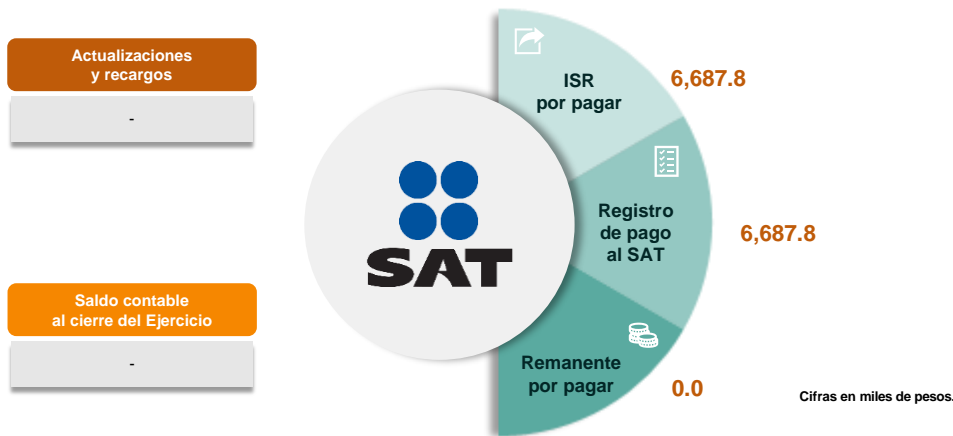 Actualizaciones
y recargos
-
Saldo contable
al cierre del Ejercicio
-
SAT
ISR
por pagar
6,687.8
Registro
de pago
al SAT
6,687.8
Remanente
por pagar
0.0
Cifras en miles de pesos.